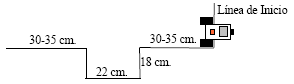 Línea de Inicio
30-35 cm.
30-35 cm.
18 cm.
22 cm.